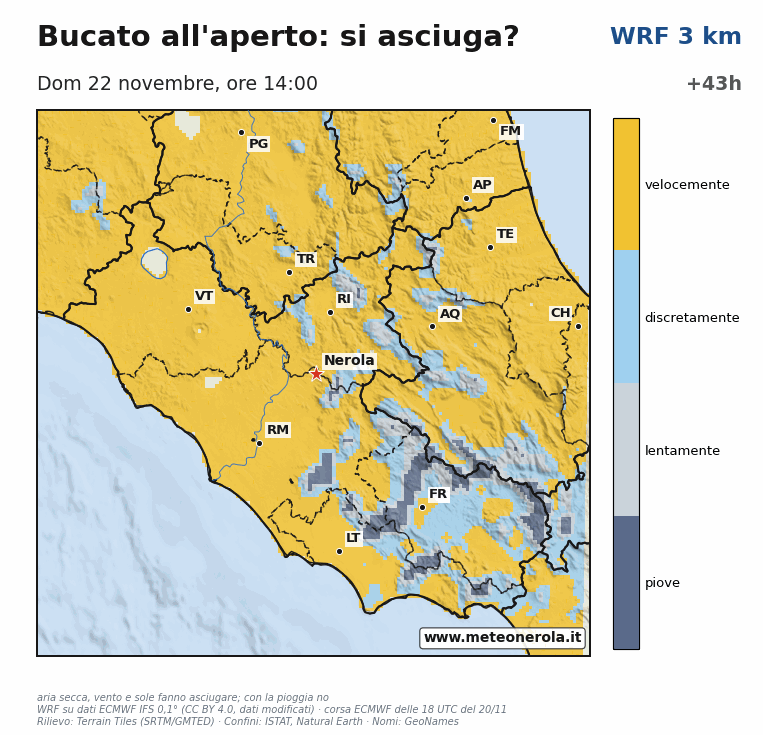 Bucato all'aperto: si asciuga?
WRF 3 km
Dom 22 novembre, ore 14:00
+43h
FM
PG
AP
TE
TR
VT
RI
AQ
CH
Nerola
RM
FR
LT
www.meteonerola.it
velocemente
discretamente
lentamente
piove
aria secca, vento e sole fanno asciugare; con la pioggia no
WRF su dati ECMWF IFS 0,1° (CC BY 4.0, dati modificati) · corsa ECMWF delle 18 UTC del 20/11
Rilievo: Terrain Tiles (SRTM/GMTED) · Confini: ISTAT, Natural Earth · Nomi: GeoNames